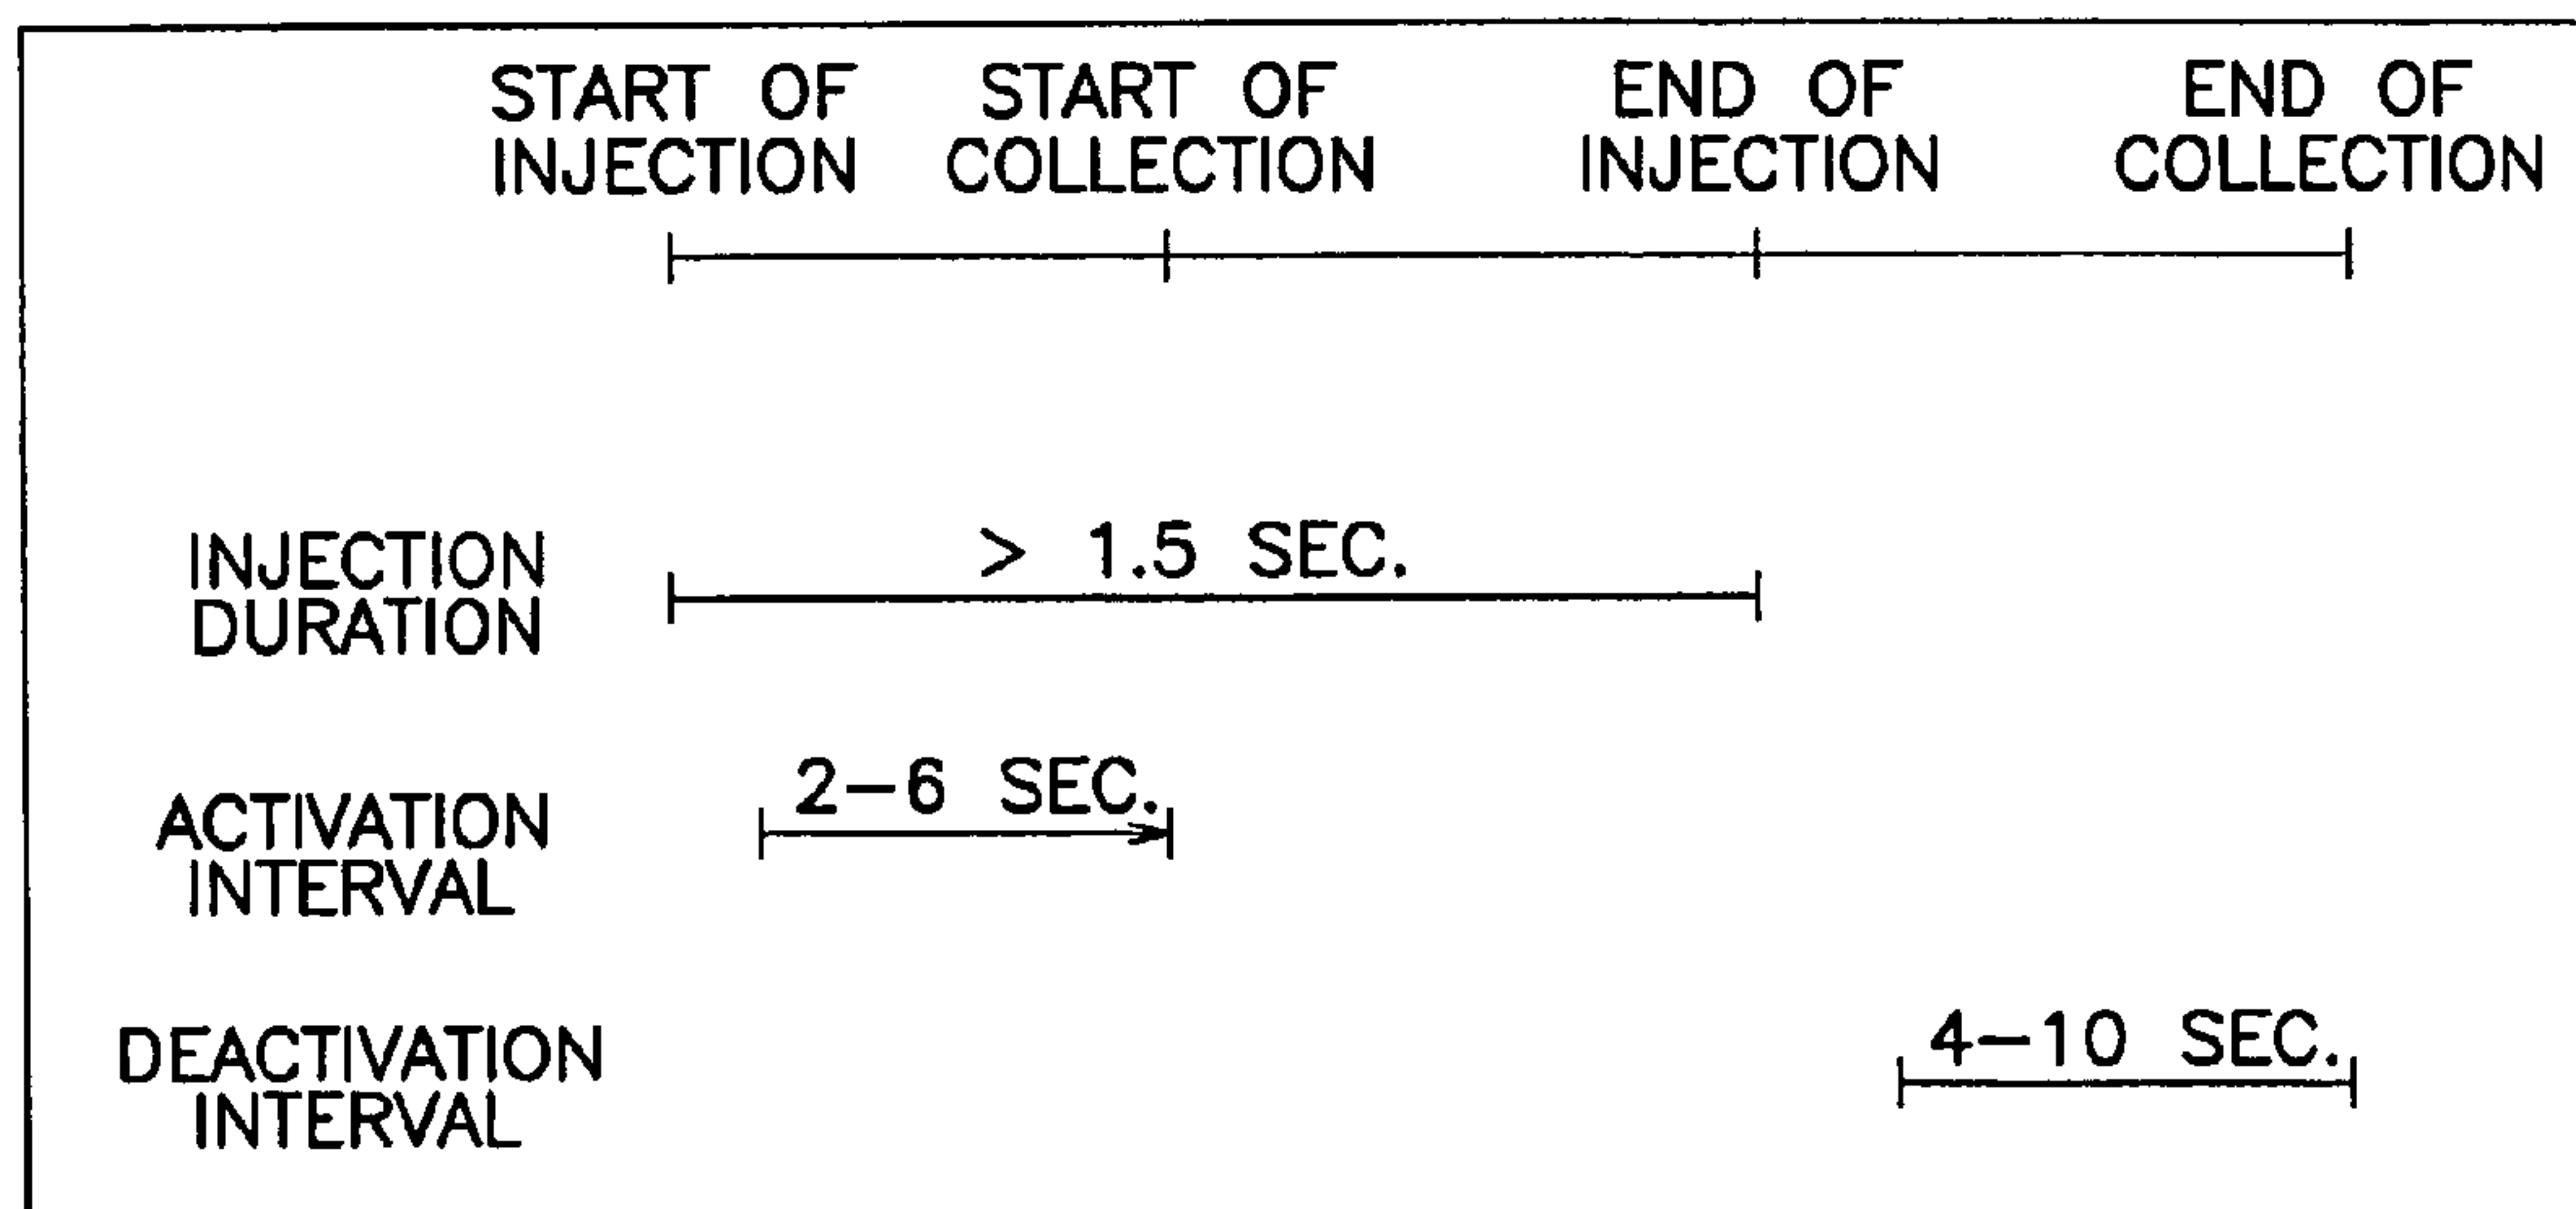 START OF INJECTION
START OF COLLECTION
END OF INJECTION
END OF COLLECTION
> 1.5 SEC.
INJECTION
DURATION
2-6 SEC.
ACTIVATION
INTERVAL
4-10 SEC.
DEACTIVATION
INTERVAL